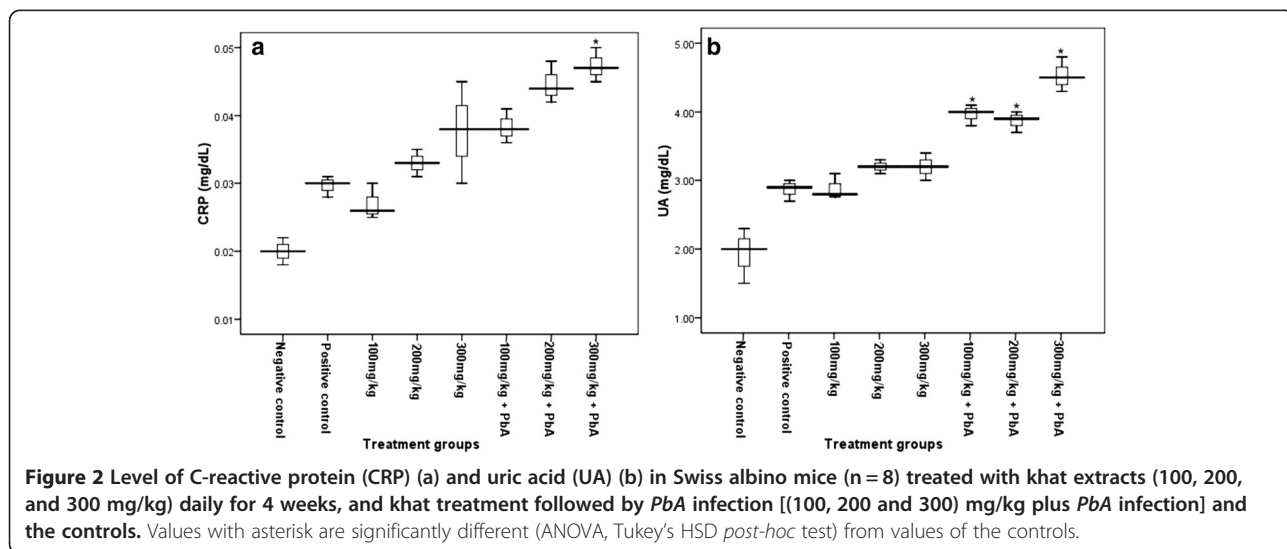 a
0.05
0.04
0.03
0.02
0.01
CRP (mg/dL)
*
Negative control
Positive control
100mg/kg
200mg/kg
300mg/kg
100mg/kg + PbA
200mg/kg + PbA
300mg/kg + PbA
Treatment groups
b
5.00
4.00
3.00
2.00
1.00
UA (mg/dL)
*
*
*
Negative control
Positive control
100mg/kg
200mg/kg
300mg/kg
100mg/kg + PbA
200mg/kg + PbA
300mg/kg + PbA
Treatment groups
Figure 2 Level of C-reactive protein (CRP) (a) and uric acid (UA) (b) in Swiss albino mice (n = 8) treated with khat extracts (100, 200,
and 300 mg/kg) daily for 4 weeks, and khat treatment followed by PbA infection [(100, 200 and 300) mg/kg plus PbA infection] and
the controls. Values with asterisk are significantly different (ANOVA, Tukey's HSD post-hoc test) from values of the controls.